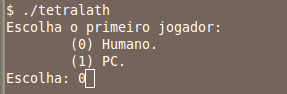 $ ./tetralath
Escolha o primeiro jogador:
(0) Humano.
(1) PC.
Escolha: 0